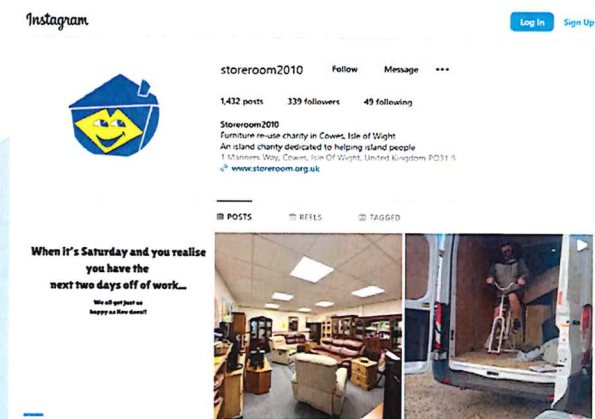 Instagram
Log In
Sign Up
storeroom2010
Follow
Message
1,432 posts
339 followers
49 following
Storeroom2010
Furniture re-use charity in Cowes, Isle of Wight
An island charity dedicated to helping island people
1 Manners Way, Cowes, Isle Of Wight, United Kingdom PO31
www.storeroom.org.uk
POSTS
REELS
TAGGED
When it's Saturday and you realise
you have the
next two days off of work...
We all get just as
happy as Kev does!!